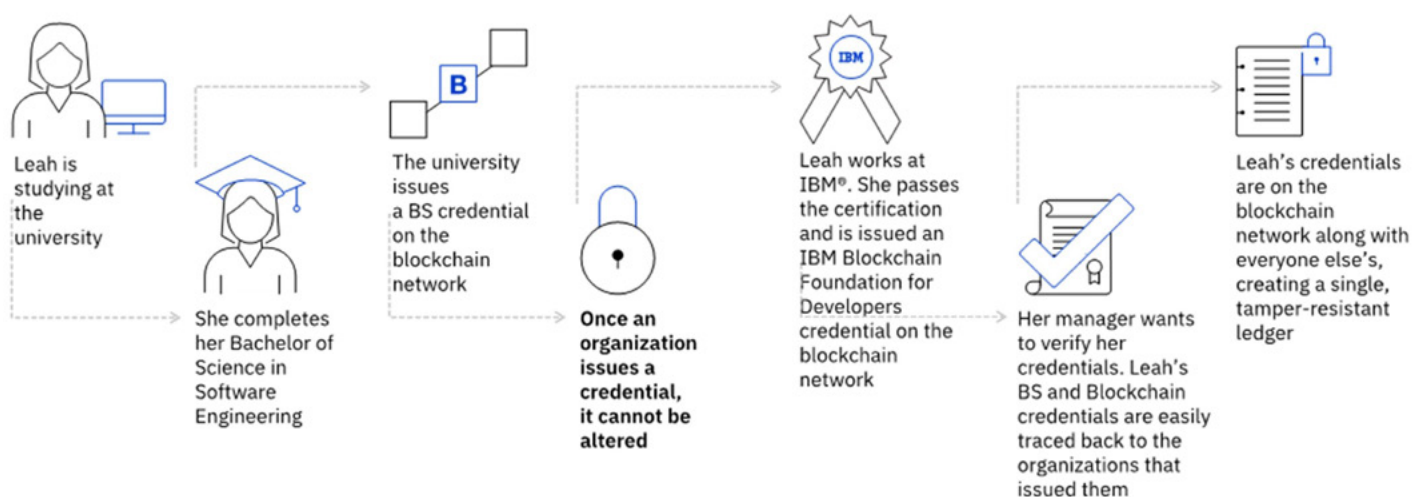 Leah is
studying at
the
university
She completes
her Bachelor of
Science in
Software
Engineering
B
The university
issues
a BS credential
on the
blockchain
network
Once an
organization
issues a
credential,
it cannot be
altered
IBM
Leah works at
IBM®. She passes
the certification
and is issued an
IBM Blockchain
Foundation for
Developers
credential on the
blockchain
network
Her manager wants
to verify her
credentials. Leah's
BS and Blockchain
credentials are easily
traced back to the
organizations that
issued them
Leah's credentials
are on the
blockchain
network along with
everyone else's,
creating a single,
tamper-resistant
ledger